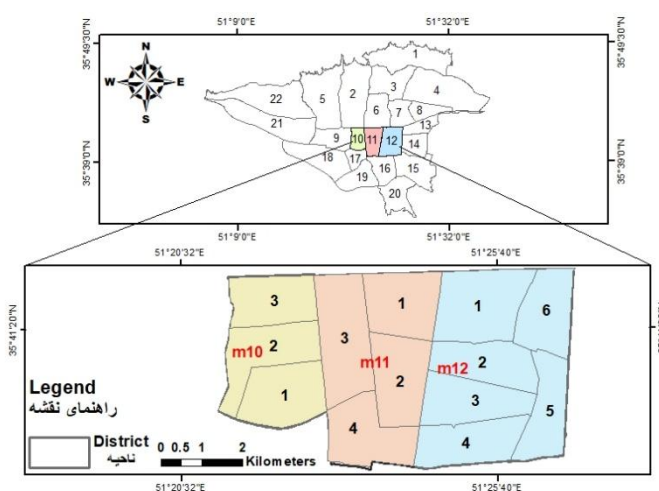 51°9'0"E 51°32'0"E
35°49'30"N 35°49'30"N
N
W E
S
1
22 5 2 3 4
6 7 8
21 13
9 10 11 12 14
18 17 16 15
19
20
35°39'0"N 35°39'0"N
51°9'0"E 51°32'0"E
51°20'32"E 51°25'40"E
35°41'20"N
3 1 1 6
3
m10 2 m11 m12 2
1 2 3 5
4 4
Legend
راهنمای نقشه
District
ناحیه
0 0.5 1 2
Kilometers
51°20'32"E 51°25'40"E